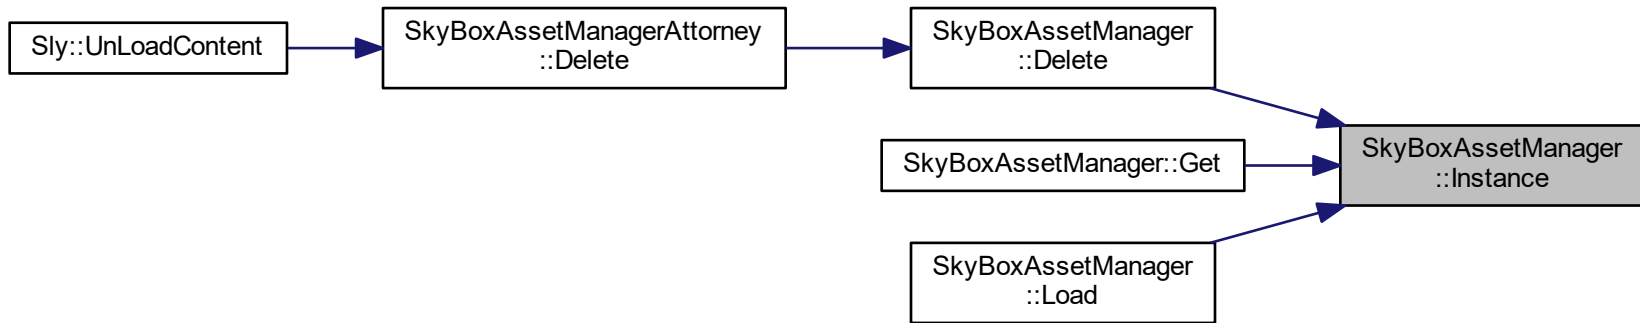 Sly::UnLoadContent
SkyBoxAssetManagerAttorney
::Delete
SkyBoxAssetManager
::Delete
SkyBoxAssetManager::Get
SkyBoxAssetManager
::Load
SkyBoxAssetManager
::Instance